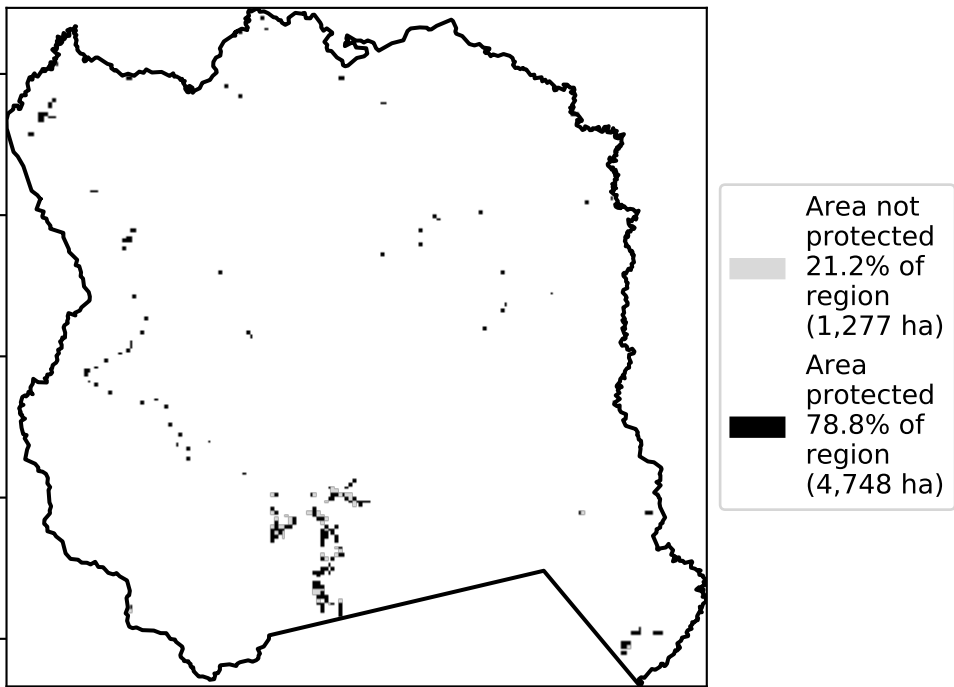 Area not
protected
21.2% of
region
(1,277 ha)
Area
protected
78.8% of
region
(4,748 ha)